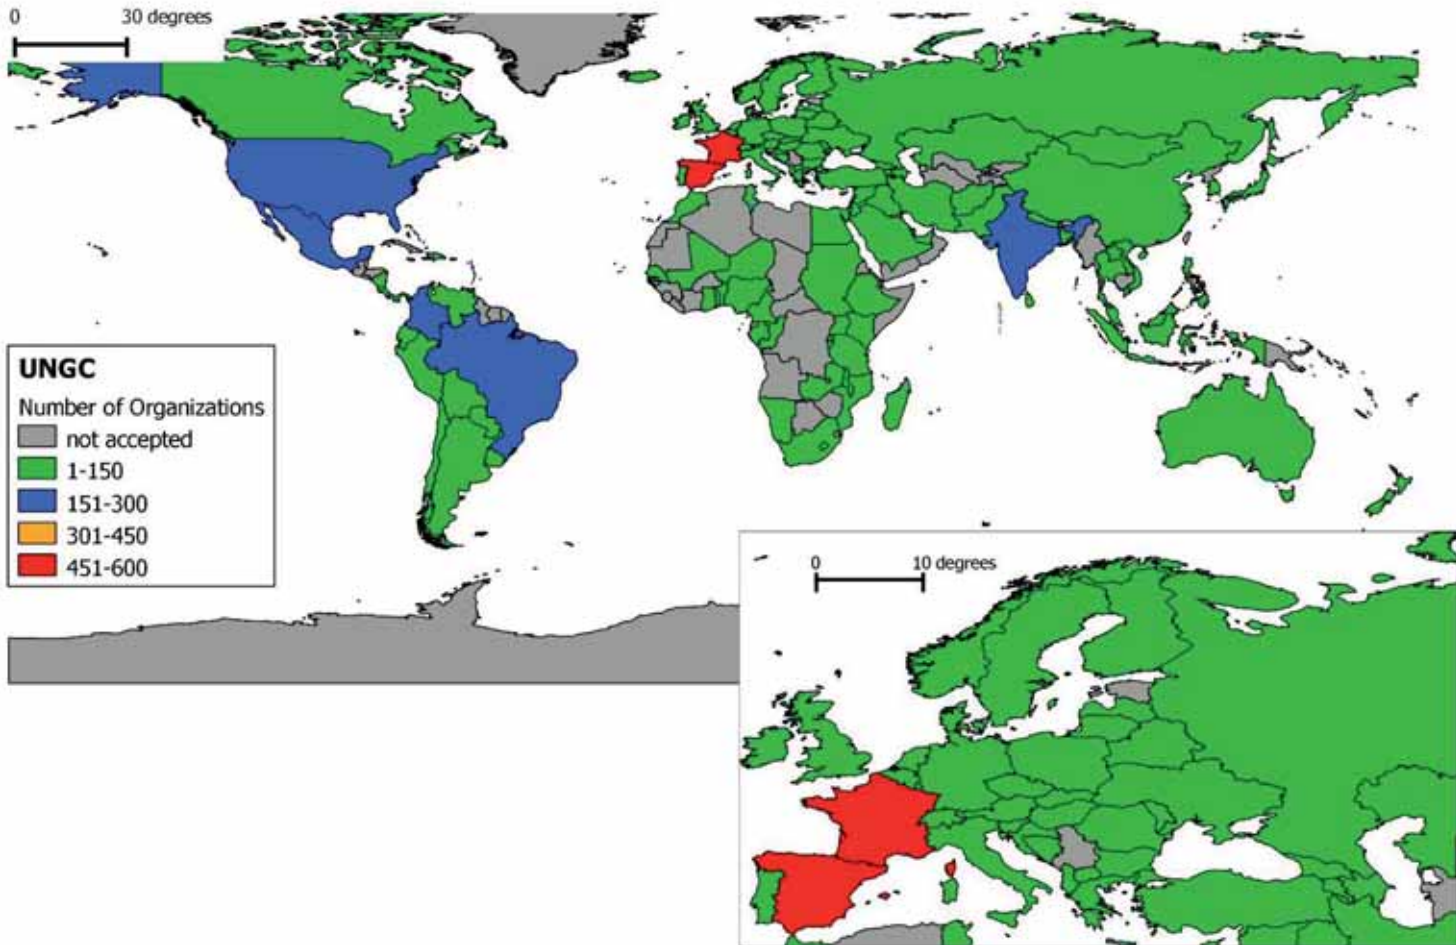 0 30 degrees
UNGC
Number of Organizations
not accepted
1-150
151-300
301-450
451-600
0 10 degrees